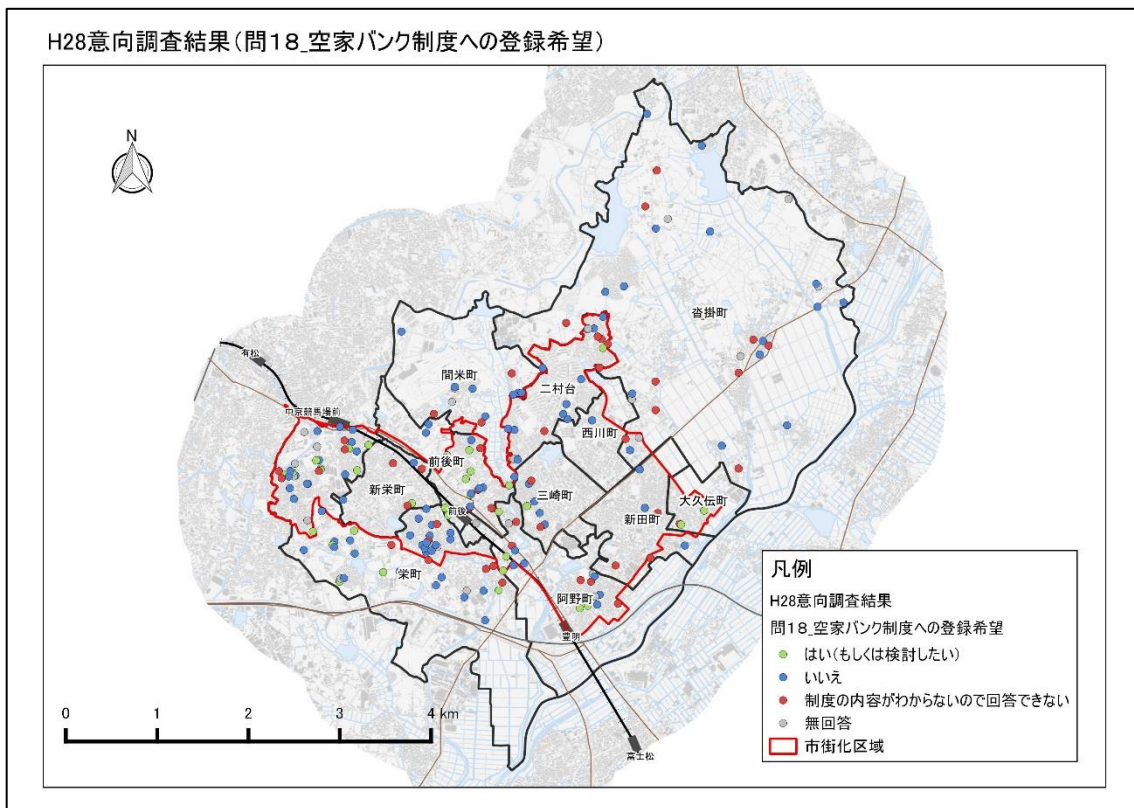 H28意向調査結果(問18_空家バンク制度への登録希望)
N
沓掛町
有松
間米町
二村台
中京競馬場前
西川町
前後町
新栄町
三崎町
大久伝町
前後
新田町
栄町
阿野町
豊明
富士松
0 1 2 3 4 km
凡例
H28意向調査結果
問18_空家バンク制度への登録希望
はい(もしくは検討したい)
いいえ
制度の内容がわからないので回答できない
無回答
市街化区域